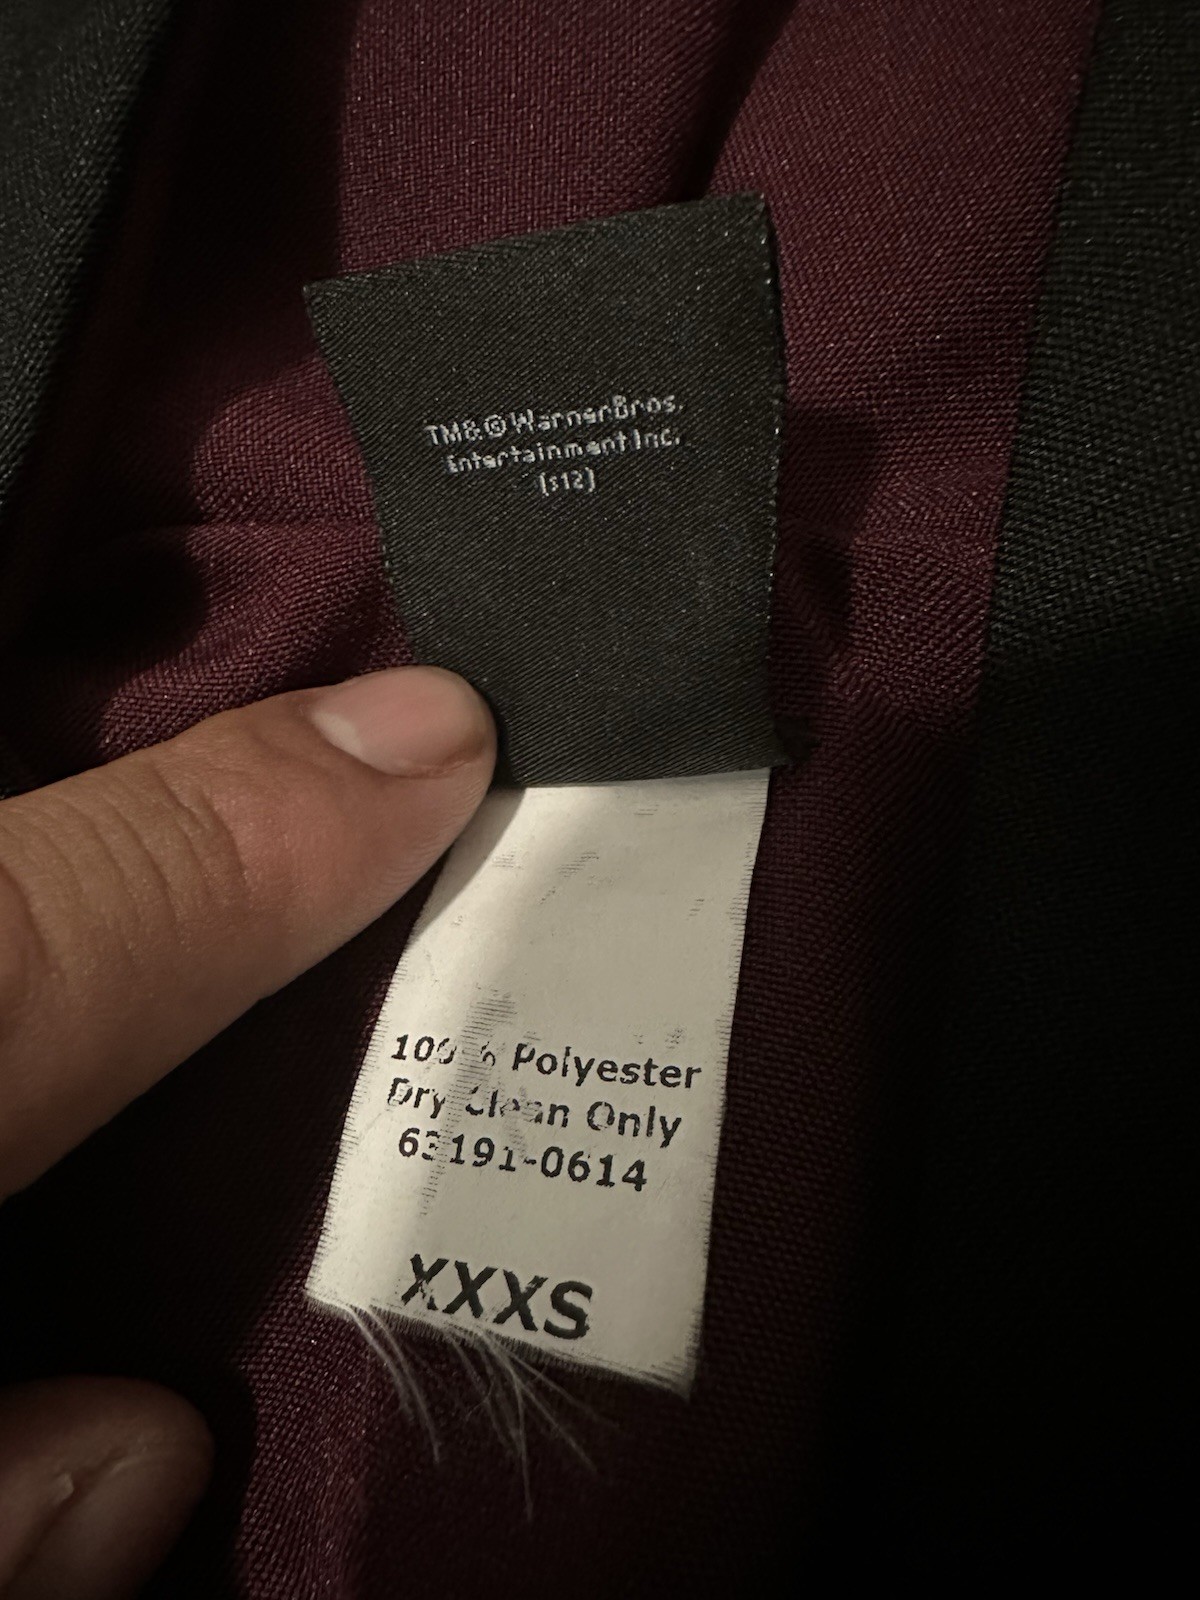 TM&©WarnerBros.
Entertainment Inc.
(s12)
100% Polyester
Dry Clean Only
63191-0614
XXXS